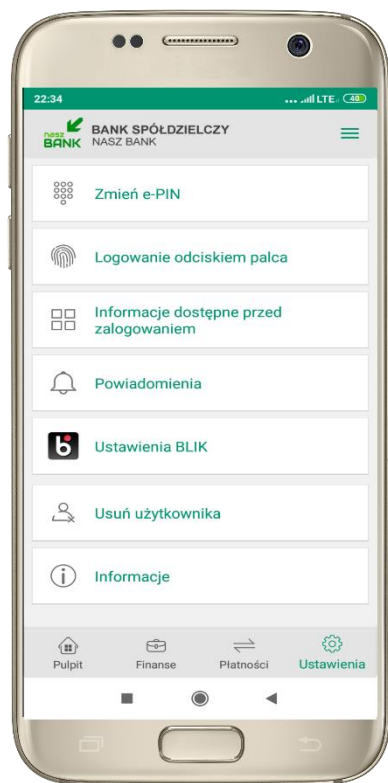 22:34
LTE 40
nasz BANK BANK SPÓŁDZIELCZY
NASZ BANK
Zmień e-PIN
Logowanie odciskiem palca
Informacje dostępne przed
zalogowaniem
Powiadomienia
Ustawienia BLIK
Usuń użytkownika
Informacje
Pulpit Finanse Płatności Ustawienia